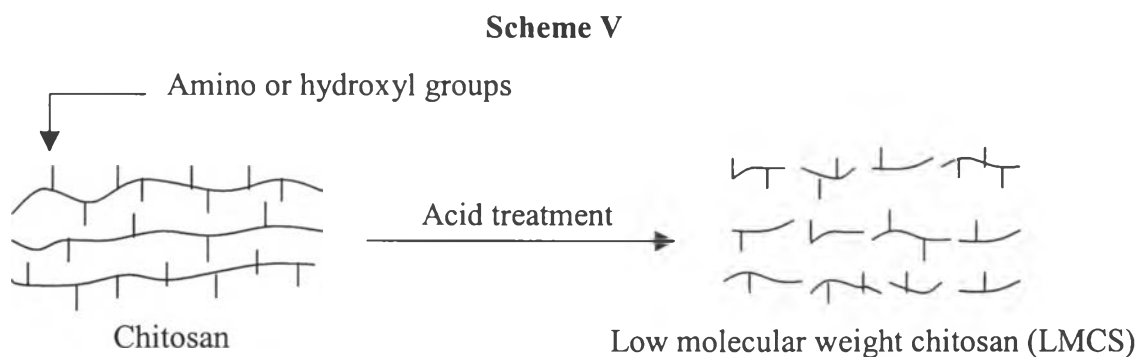 Scheme V
Amino or hydroxyl groups
Acid treatment
Chitosan
Low molecular weight chitosan (LMCS)